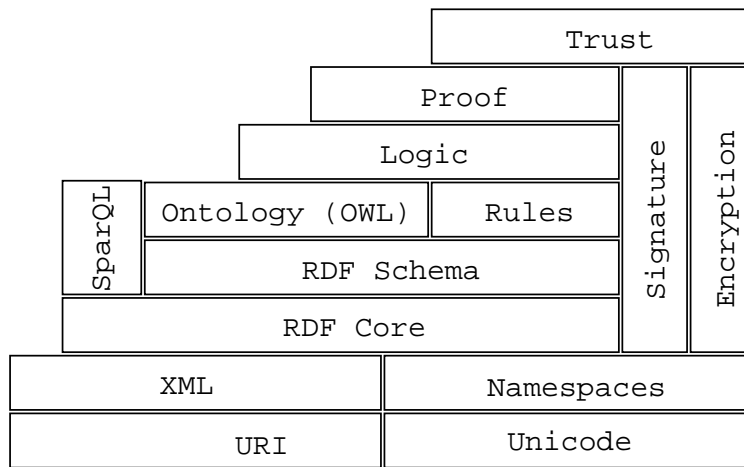 Trust
Proof
Logic
SparQL
Ontology (OWL)
Rules
Signature
Encryption
RDF Schema
RDF Core
XML
Namespaces
URI
Unicode